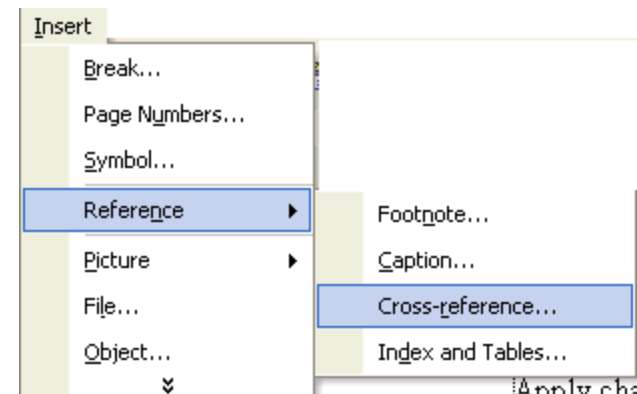 Insert
Break...
Page Numbers...
Symbol...
Reference
Picture
File...
Object...
Footnote...
Caption...
Cross-reference...
Index and Tables...
Apply cha